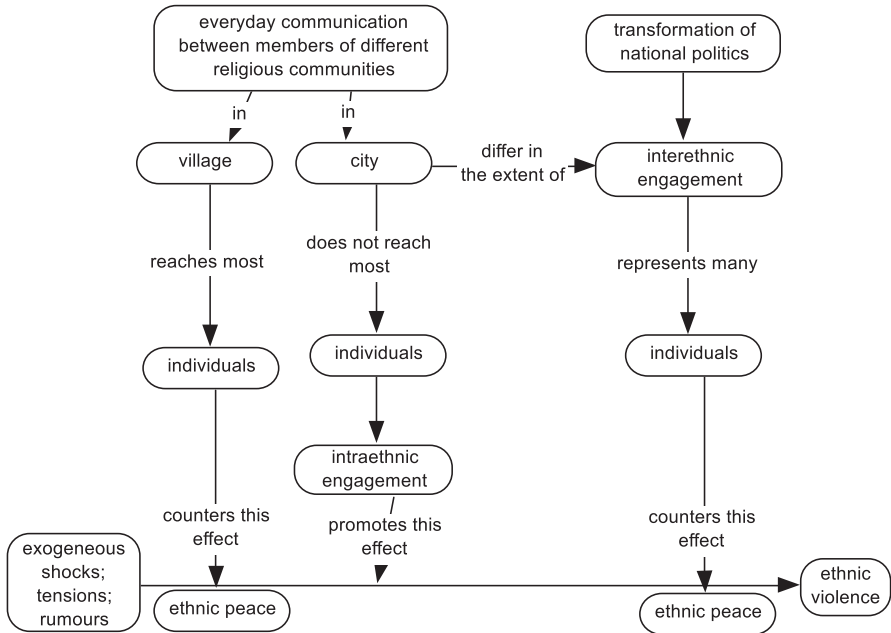 everyday communication
between members of different
religious communities
transformation of
national politics
in
in
village
city
differ in
the extent of
interethnic
engagement
reaches most
does not reach
most
represents many
individuals
individuals
individuals
intraethnic
engagement
counters this
effect
promotes this
effect
counters this
effect
exogeneous
shocks;
tensions;
rumours
ethnic peace
ethnic peace
ethnic
violence